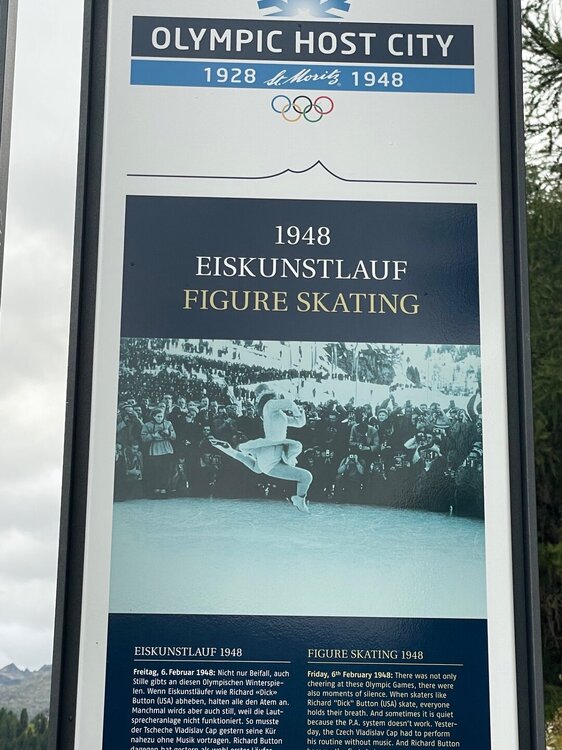 OLYMPIC HOST CITY
1928 St. Moritz 1948
1948
EISKUNSTLAUF
FIGURE SKATING
EISKUNSTLAUF 1948
Freitag, 6. Februar 1948: Nicht nur Beifall, auch
Stille gibts an diesen Olympischen Winterspie-
len. Wenn Eiskunstläufer wie Richard «Dick»
Button (USA) abheben, halten alle den Atem an.
Manchmal wirds aber auch still, weil die Laut-
sprecheranlage nicht funktioniert. So musste
der Tscheche Vladislav Cap gestern seine Kür
nahezu ohne Musik vortragen. Richard Button
FIGURE SKATING 1948
Friday, 6th February 1948: There was not only
cheering at these Olympic Games, there were
also moments of silence. When skaters like
Richard "Dick" Button (USA) skate, everyone
holds their breath. And sometimes it is quiet
because the P.A. system doesn't work. Yester-
day, the Czech Vladislav Cap had to perform
his routine without music. And Richard Button